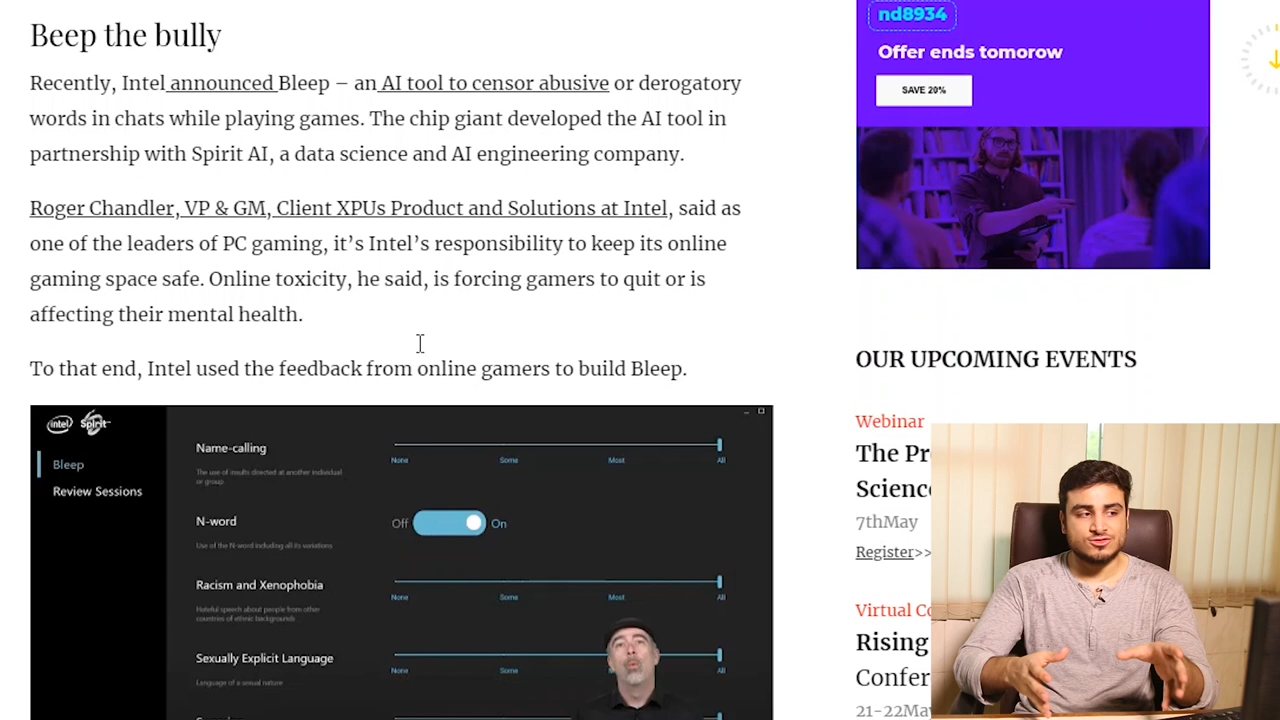 Beep the bully
Recently, Intel announced Bleep – an AI tool to censor abusive or derogatory
words in chats while playing games. The chip giant developed the AI tool in
partnership with Spirit AI, a data science and AI engineering company.
Roger Chandler, VP & GM, Client XPUs Product and Solutions at Intel, said as
one of the leaders of PC gaming, it’s Intel’s responsibility to keep its online
gaming space safe. Online toxicity, he said, is forcing gamers to quit or is
affecting their mental health.
To that end, Intel used the feedback from online gamers to build Bleep.
intel Spirit
Bleep
Review Sessions
Name-calling
The use of insults directed at another individual
or group
None Some Most All
N-word
Use of the N-word including all its variations
Off On
Racism and Xenophobia
Hateful speech about people from other
countries of ethnic backgrounds
None Some Most All
Sexually Explicit Language
Language of a sexual nature
None Some All
nd8934
Offer ends tomorow
SAVE 20%
OUR UPCOMING EVENTS
Webinar
The Pr
Scienc
7thMay
Register>>
Virtual Co
Rising
Confer
21-22May